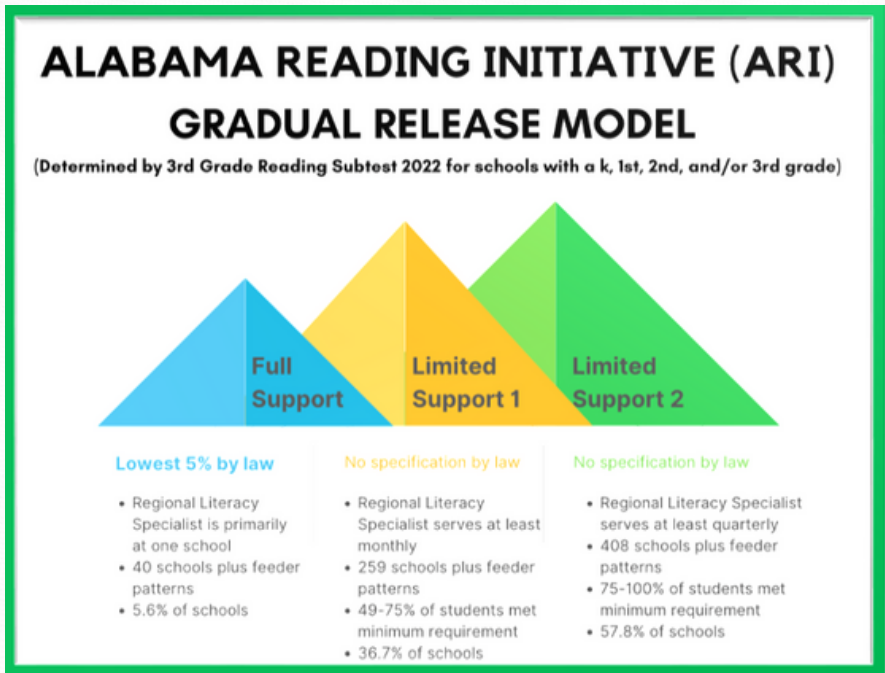 ALABAMA READING INITIATIVE (ARI)
GRADUAL RELEASE MODEL
(Determined by 3rd Grade Reading Subtest 2022 for schools with a k, 1st, 2nd, and/or 3rd grade)
Full
Support
Limited
Support 1
Limited
Support 2
Lowest 5% by law
• Regional Literacy
Specialist is primarily
at one school
• 40 schools plus feeder
patterns
• 5.6% of schools
No specification by law
• Regional Literacy
Specialist serves at least
monthly
• 259 schools plus feeder
patterns
• 49-75% of students met
minimum requirement
• 36.7% of schools
No specification by law
• Regional Literacy Specialist
serves at least quarterly
• 408 schools plus feeder
patterns
• 75-100% of students met
minimum requirement
• 57.8% of schools